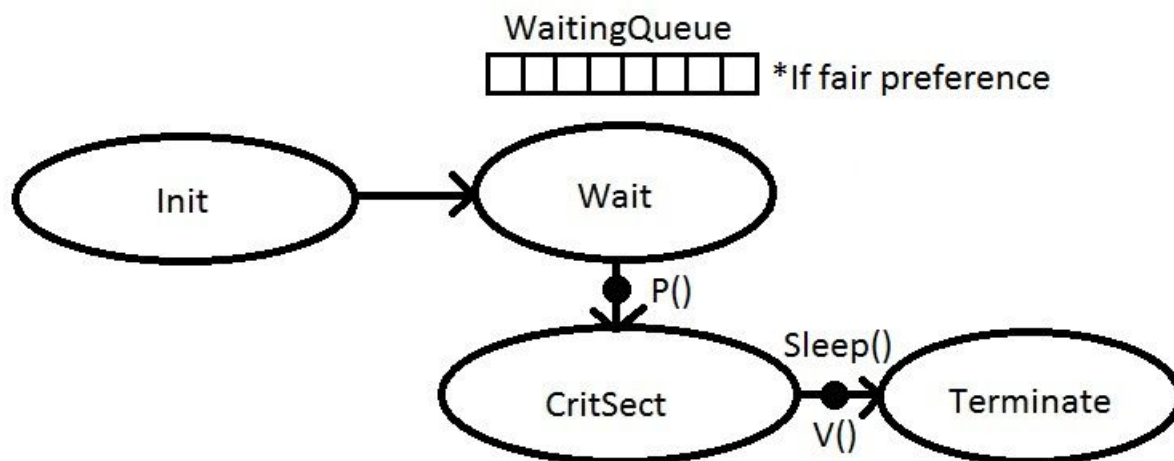 WaitingQueue
*If fair preference
Init
Wait
P()
Sleep()
CritSect
Terminate
V()